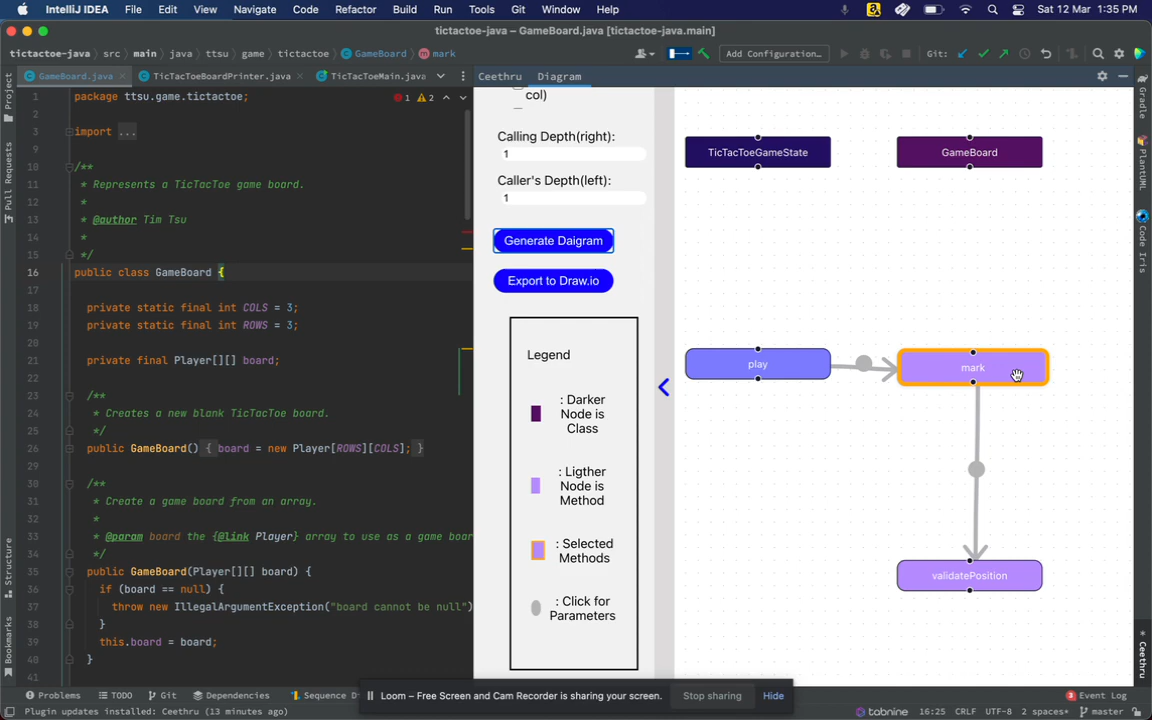 IntelliJ IDEA File Edit View Navigate Code Refactor Build Run Tools Git Window Help Sat 12 Mar 1:35 PM
tictactoe-java – GameBoard.java [tictactoe-java.main]
tictactoe-java › src › main › java › ttsu › game › tictactoe › GameBoard › mark Add Configuration... Git:
GameBoard.java TicTacToeBoardPrinter.java TicTacToeMain.java
Ceethru Diagram
1 package ttsu.game.tictactoe; 1 2
2
3 import ...
9
10 /**
11 * Represents a TicTacToe game board.
12 *
13 * @author Tim Tsu
14 *
15 */
16 public class GameBoard {
17
18 private static final int COLS = 3;
19 private static final int ROWS = 3;
20
21 private final Player[][] board;
22
23 /**
24 * Creates a new blank TicTacToe board.
25 */
26 public GameBoard() { board = new Player[ROWS][COLS]; }
29
30 /**
31 * Create a game board from an array.
32 *
33 * @param board the {@link Player} array to use as a game boar
34 */
35 public GameBoard(Player[][] board) {
36 if (board == null) {
37 throw new IllegalArgumentException("board cannot be null")
38 }
39 this.board = board;
40 }
41
col)
Calling Depth(right):
1
Caller's Depth(left):
1
Generate Daigram
Export to Draw.io
Legend
: Darker
Node is
Class
: Ligther
Node is
Method
: Selected
Methods
: Click for
Parameters
TicTacToeGameState
GameBoard
play
mark
validatePosition
Project
Pull Requests
Structure
Bookmarks
Gradle
PlantUML
Code Iris
Ceethru
Problems TODO Git Dependencies Sequence Di
Loom – Free Screen and Cam Recorder is sharing your screen. Stop sharing Hide
3 Event Log
Plugin updates installed: Ceethru (13 minutes ago) tabnine 16:25 CRLF UTF-8 2 spaces* master